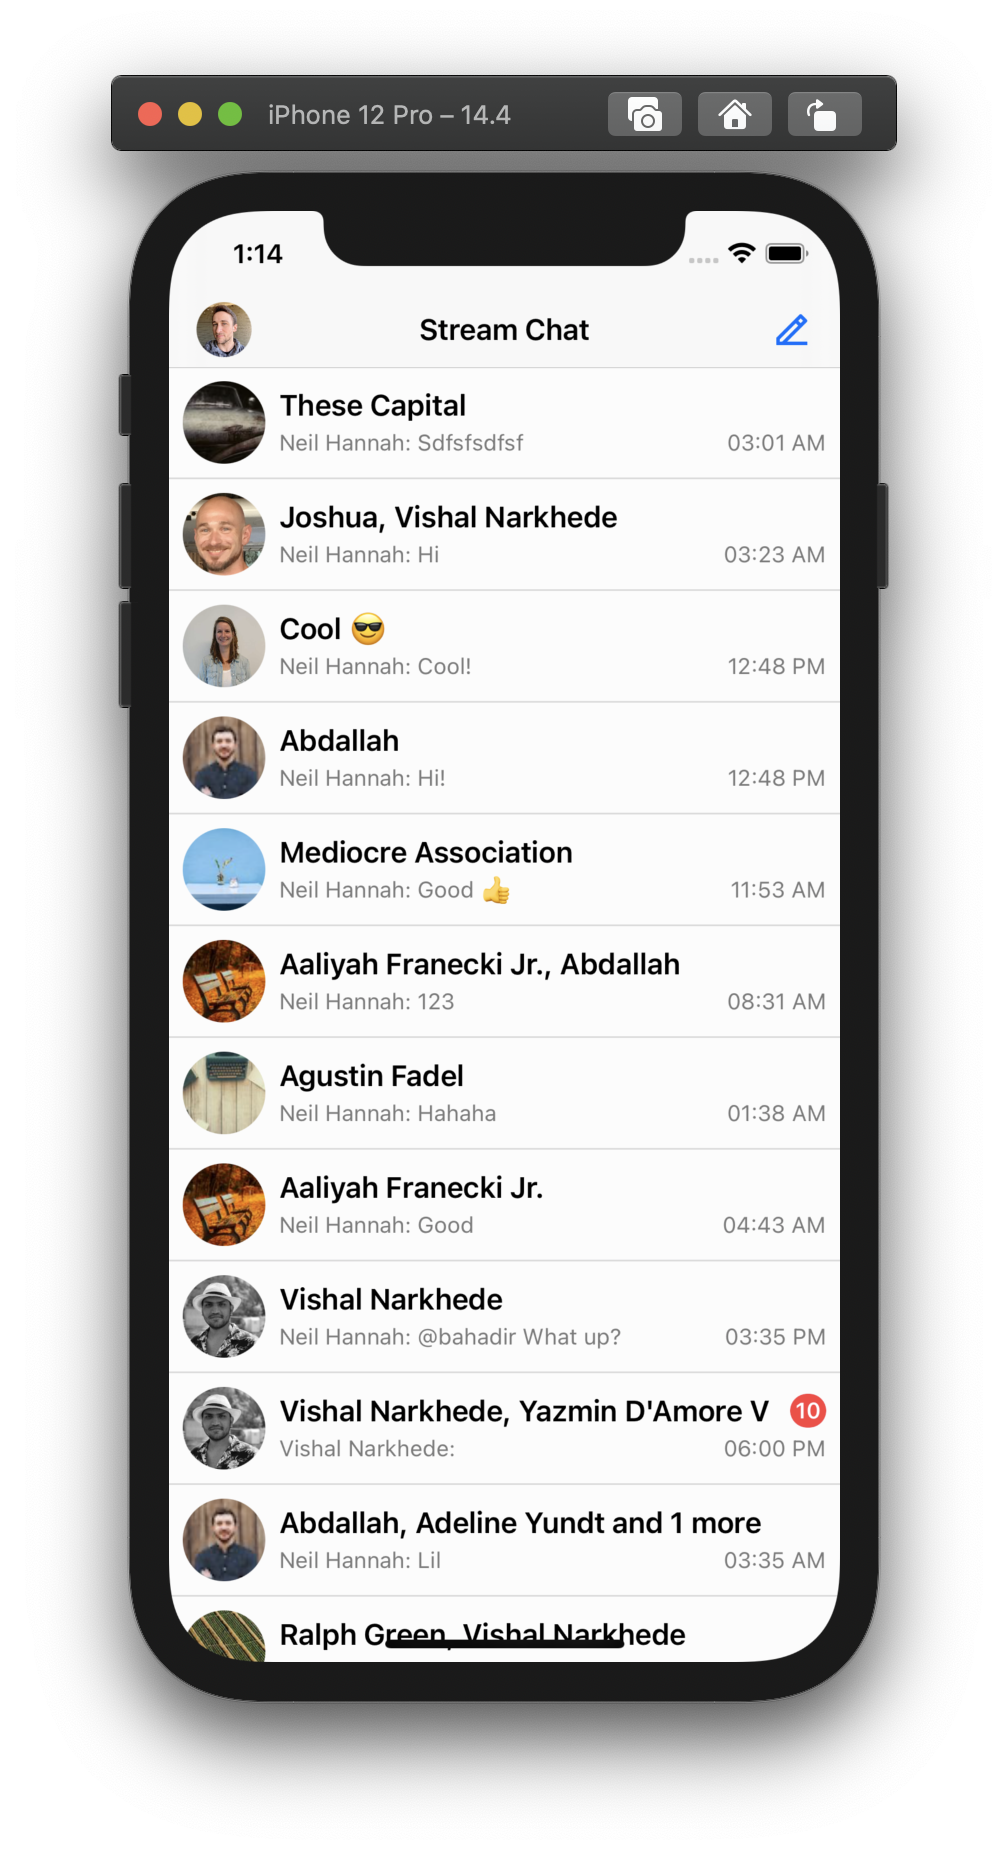 iPhone 12 Pro – 14.4
1:14
Stream Chat
These Capital
Neil Hannah: Sdfsfsdfsf 03:01 AM
Joshua, Vishal Narkhede
Neil Hannah: Hi 03:23 AM
Cool 😎
Neil Hannah: Cool! 12:48 PM
Abdallah
Neil Hannah: Hi! 12:48 PM
Mediocre Association
Neil Hannah: Good 👍 11:53 AM
Aaliyah Franecki Jr., Abdallah
Neil Hannah: 123 08:31 AM
Agustin Fadel
Neil Hannah: Hahaha 01:38 AM
Aaliyah Franecki Jr.
Neil Hannah: Good 04:43 AM
Vishal Narkhede
Neil Hannah: @bahadir What up? 03:35 PM
Vishal Narkhede, Yazmin D'Amore V 10
Vishal Narkhede: 06:00 PM
Abdallah, Adeline Yundt and 1 more
Neil Hannah: Lil 03:35 AM
Ralph Green, Vishal Narkhede